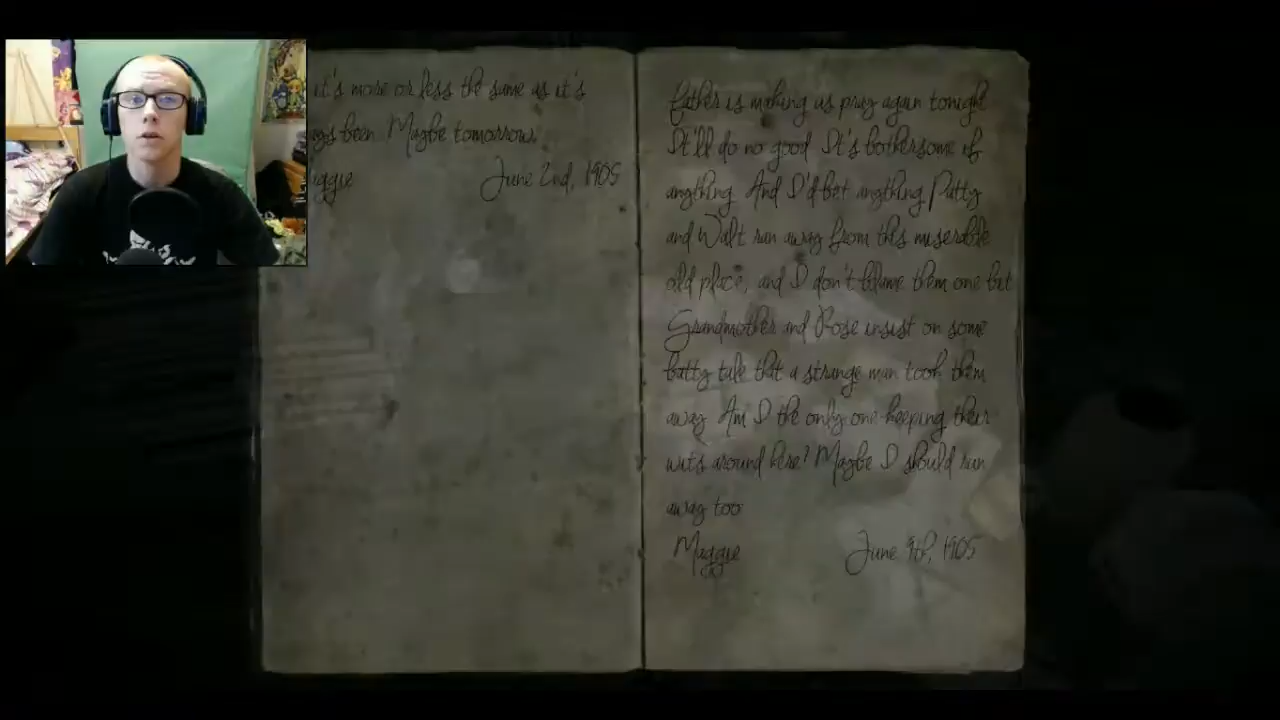 it's more or less the same as it's
been. Maybe tomorrow.
June 2nd, 1905
Father is making us pray again tonight
It'll do no good. It's bothersome if
anything. And I'd bet anything Patty
and Walt ran away from this miserable
old place, and I don't blame them one bit
Grandmother and Rose insist on some
batty tale that a strange man took them
away. Am I the only one keeping their
wits around here? Maybe I should run
away too
Maggie June 9th, 1905